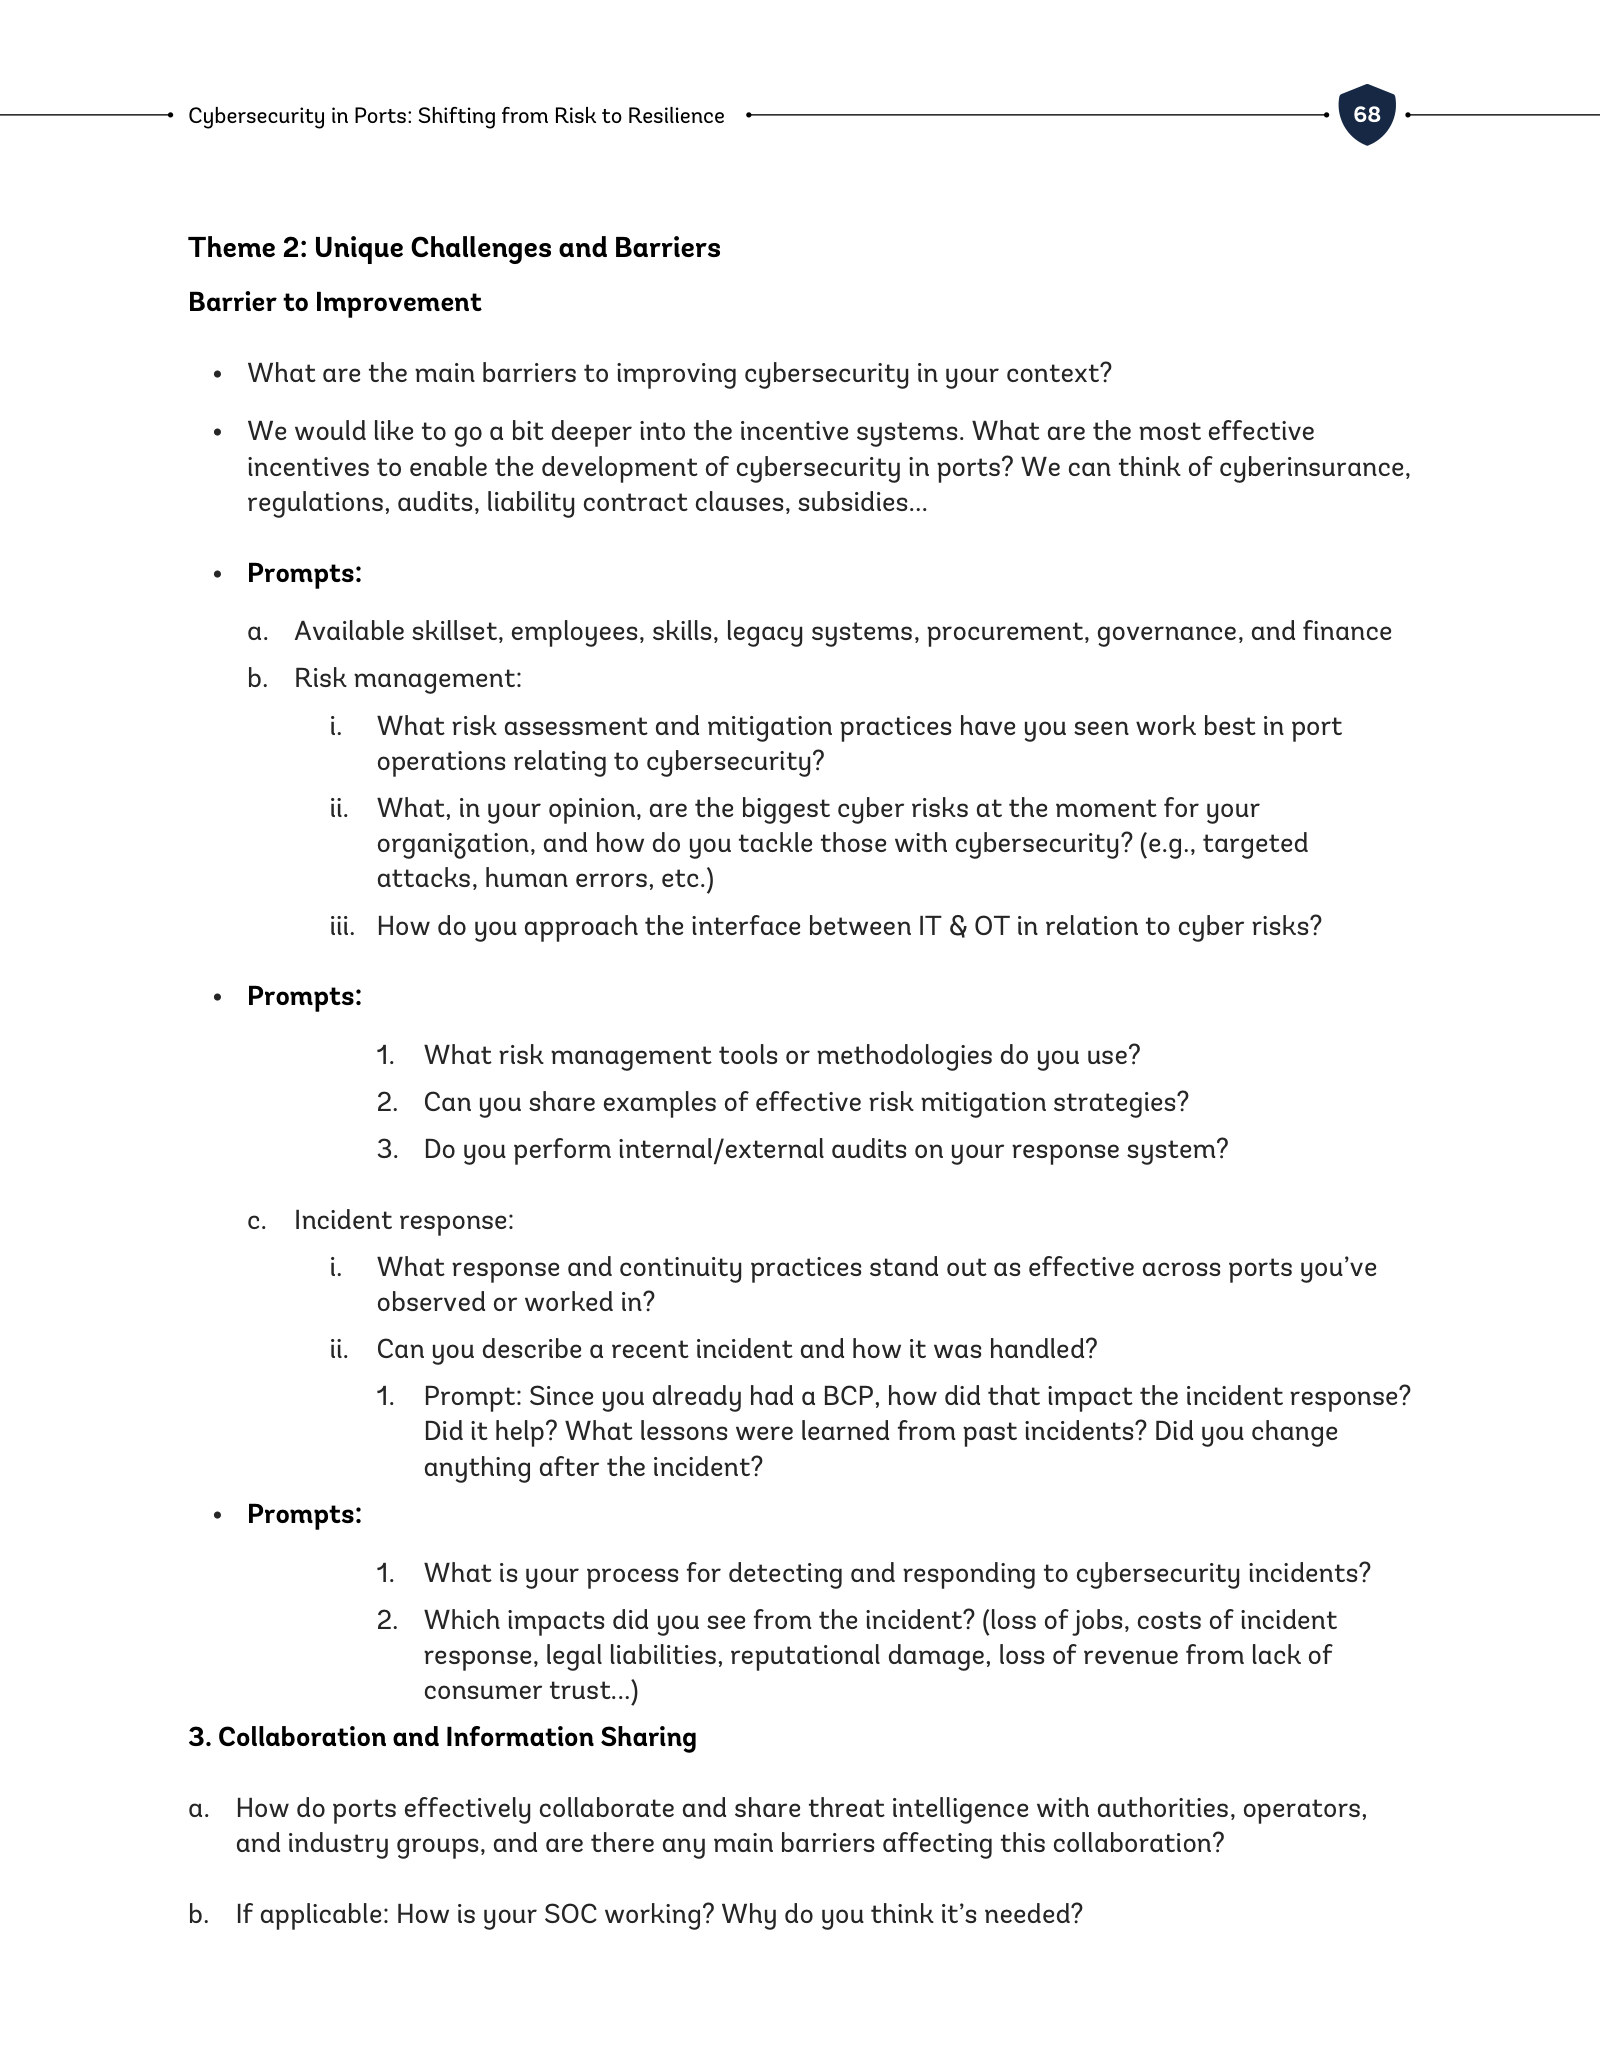 Cybersecurity in Ports: Shifting from Risk to Resilience
68
Theme 2: Unique Challenges and Barriers
Barrier to Improvement
• What are the main barriers to improving cybersecurity in your context?
• We would like to go a bit deeper into the incentive systems. What are the most effective
incentives to enable the development of cybersecurity in ports? We can think of cyberinsurance,
regulations, audits, liability contract clauses, subsidies...
• Prompts:
a. Available skillset, employees, skills, legacy systems, procurement, governance, and finance
b. Risk management:
i. What risk assessment and mitigation practices have you seen work best in port
operations relating to cybersecurity?
ii. What, in your opinion, are the biggest cyber risks at the moment for your
organization, and how do you tackle those with cybersecurity? (e.g., targeted
attacks, human errors, etc.)
iii. How do you approach the interface between IT & OT in relation to cyber risks?
• Prompts:
1. What risk management tools or methodologies do you use?
2. Can you share examples of effective risk mitigation strategies?
3. Do you perform internal/external audits on your response system?
c. Incident response:
i. What response and continuity practices stand out as effective across ports you’ve
observed or worked in?
ii. Can you describe a recent incident and how it was handled?
1. Prompt: Since you already had a BCP, how did that impact the incident response?
Did it help? What lessons were learned from past incidents? Did you change
anything after the incident?
• Prompts:
1. What is your process for detecting and responding to cybersecurity incidents?
2. Which impacts did you see from the incident? (loss of jobs, costs of incident
response, legal liabilities, reputational damage, loss of revenue from lack of
consumer trust...)
3. Collaboration and Information Sharing
a. How do ports effectively collaborate and share threat intelligence with authorities, operators,
and industry groups, and are there any main barriers affecting this collaboration?
b. If applicable: How is your SOC working? Why do you think it’s needed?